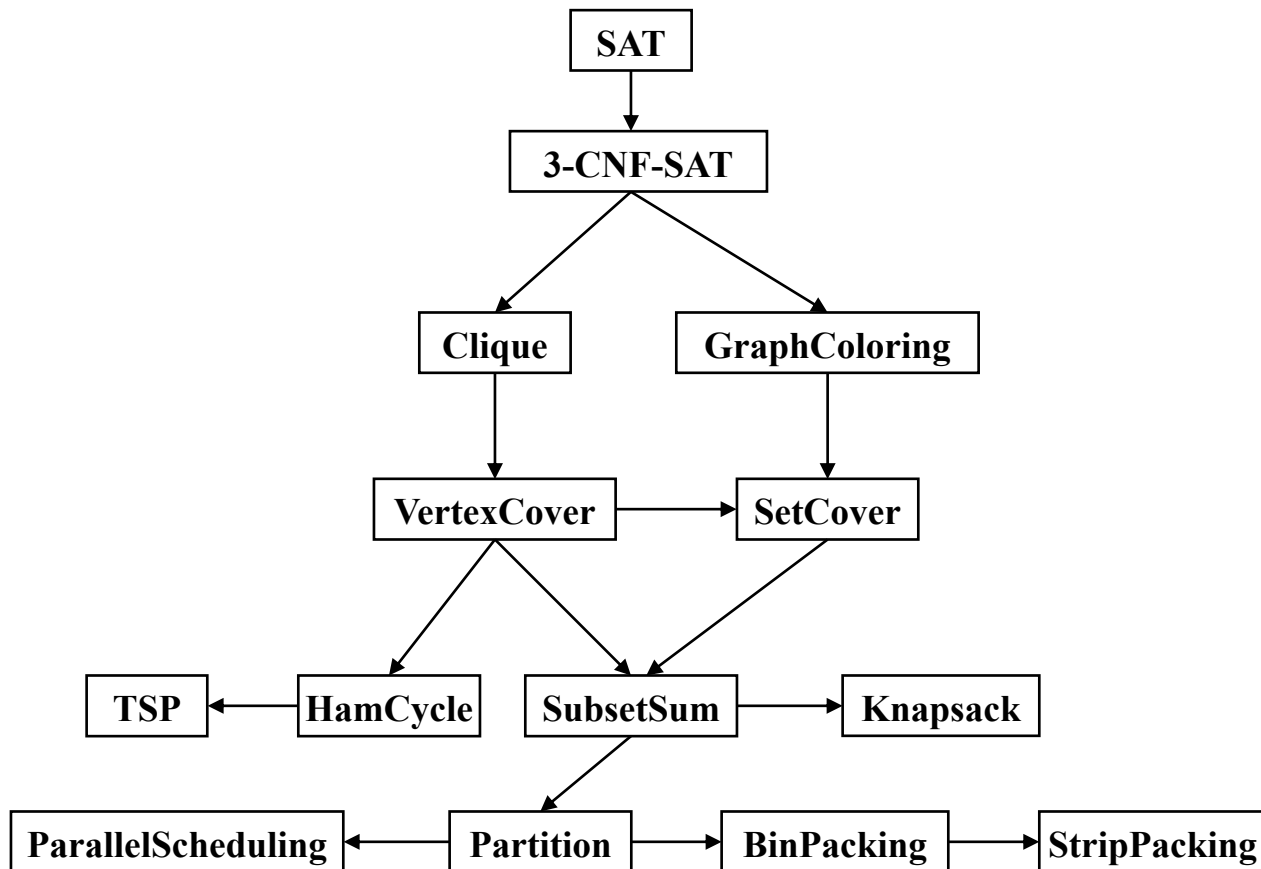 SAT
3-CNF-SAT
Clique GraphColoring
VertexCover SetCover
TSP HamCycle SubsetSum Knapsack
ParallelScheduling Partition BinPacking StripPacking